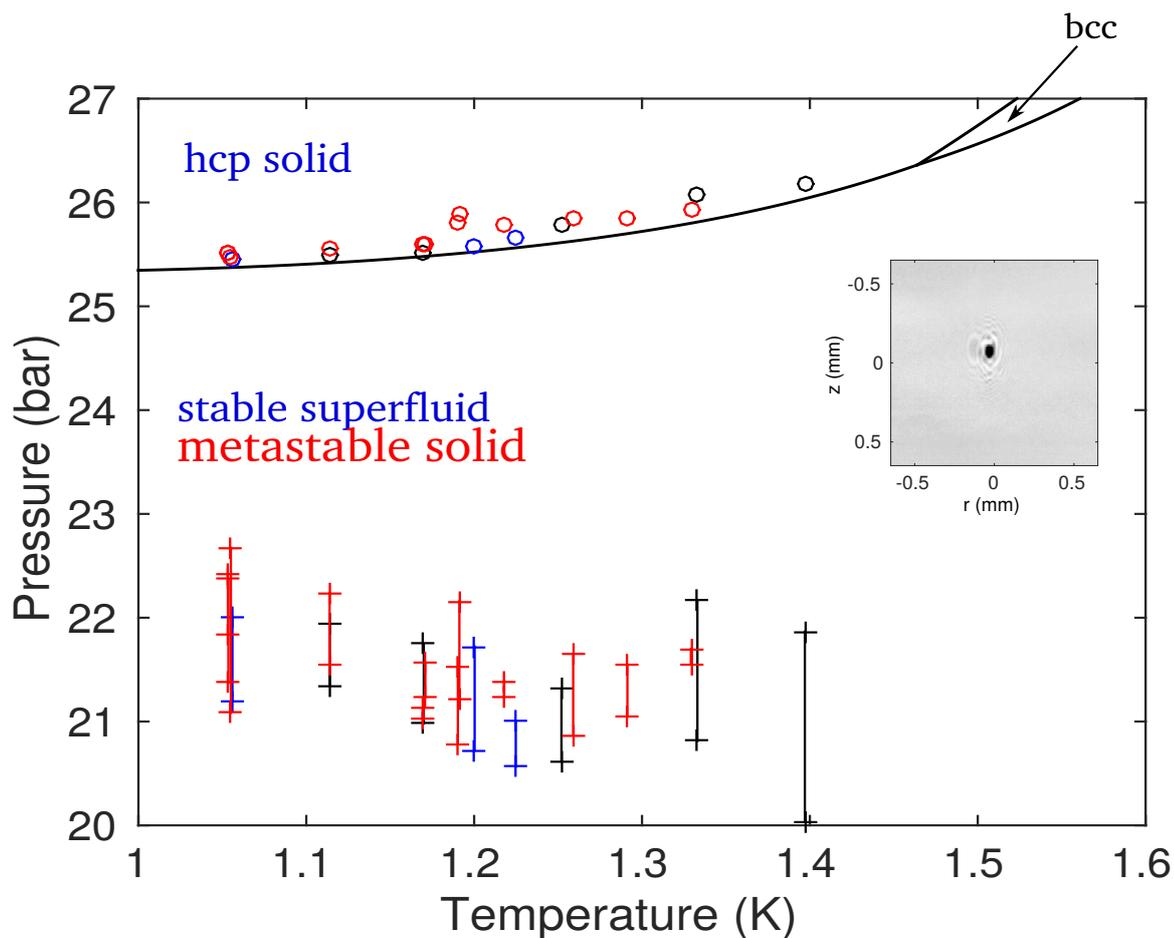 bcc
27
hcp solid
26
25
-0.5
z (mm)
0
24
stable superfluid
metastable solid
0.5
-0.5 0 0.5
r (mm)
23
Pressure (bar)
22
21
20
1 1.1 1.2 1.3 1.4 1.5 1.6
Temperature (K)